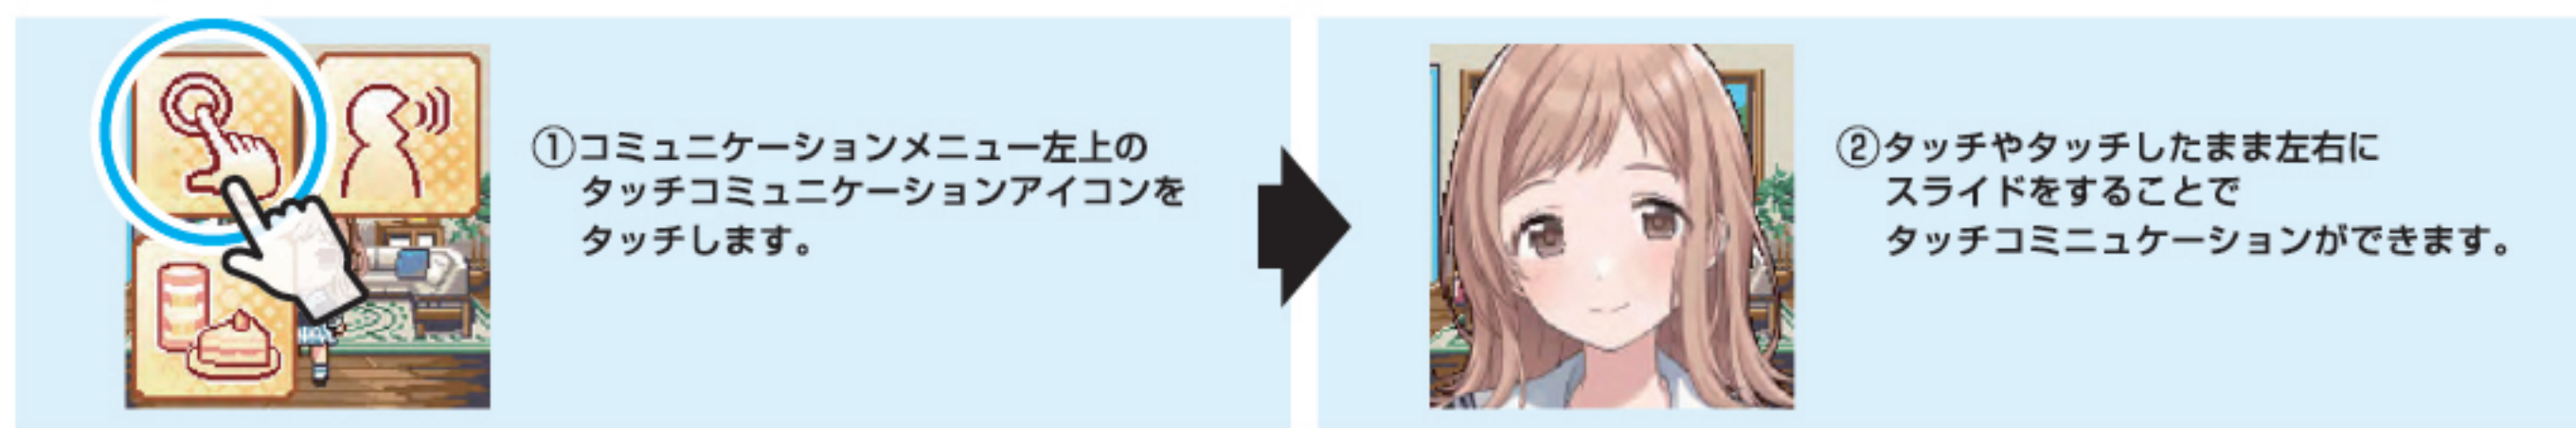 ①コミュニケーションメニュー左上の
タッチコミュニケーションアイコンを
タッチします。
②タッチやタッチしたまま左右に
スライドをすることで
タッチコミニュケーションができます。